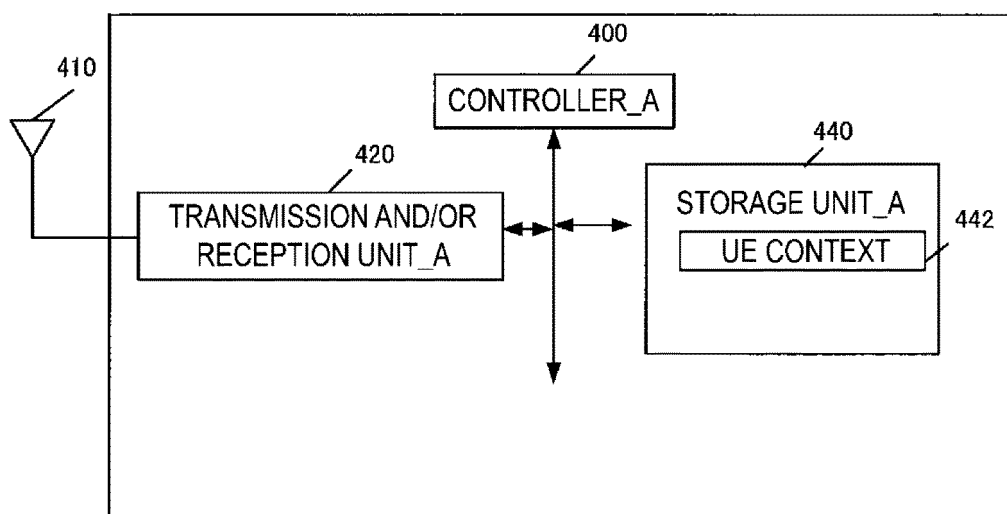 400
410
CONTROLLER_A
420
440
TRANSMISSION AND/OR
RECEPTION UNIT_A
STORAGE UNIT_A
442
UE CONTEXT